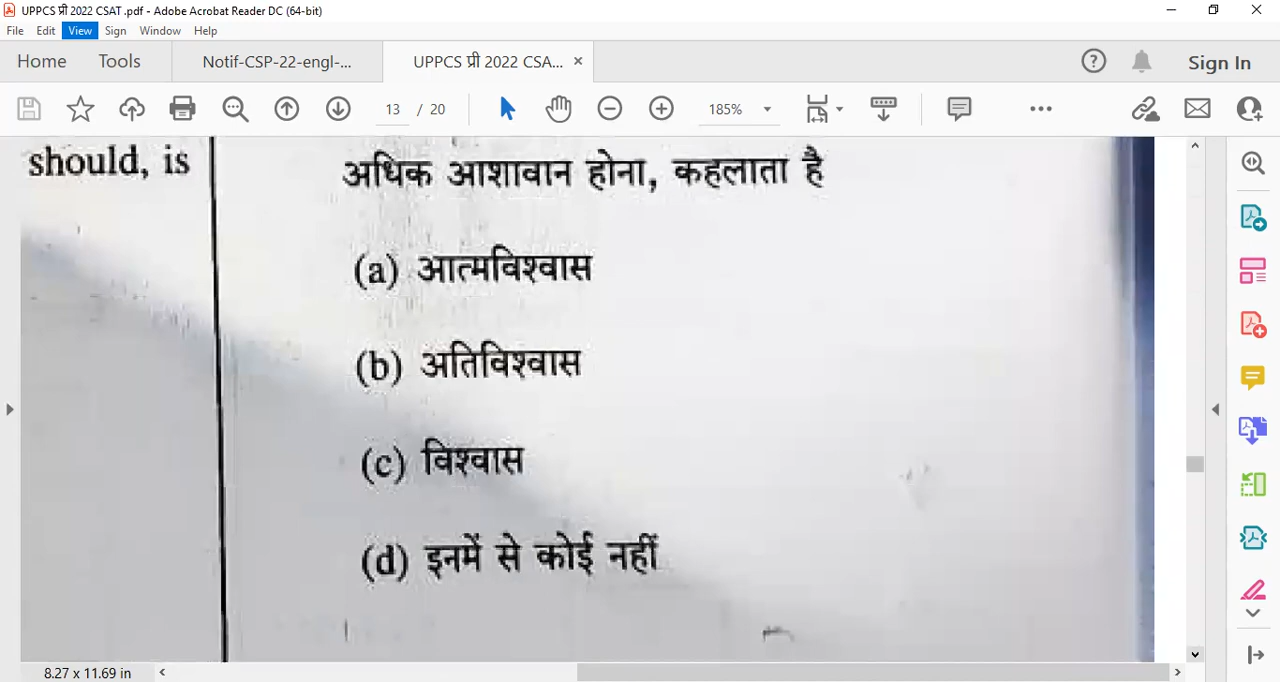 UPPCS प्री 2022 CSAT .pdf - Adobe Acrobat Reader DC (64-bit)
File Edit View Sign Window Help
Home Tools Notif-CSP-22-engl-... UPPCS प्री 2022 CSA... ×
Sign In
13 / 20 185%
should, is
अधिक आशावान होना, कहलाता है
(a) आत्मविश्वास
(b) अतिविश्वास
(c) विश्वास
(d) इनमें से कोई नहीं
8.27 x 11.69 in